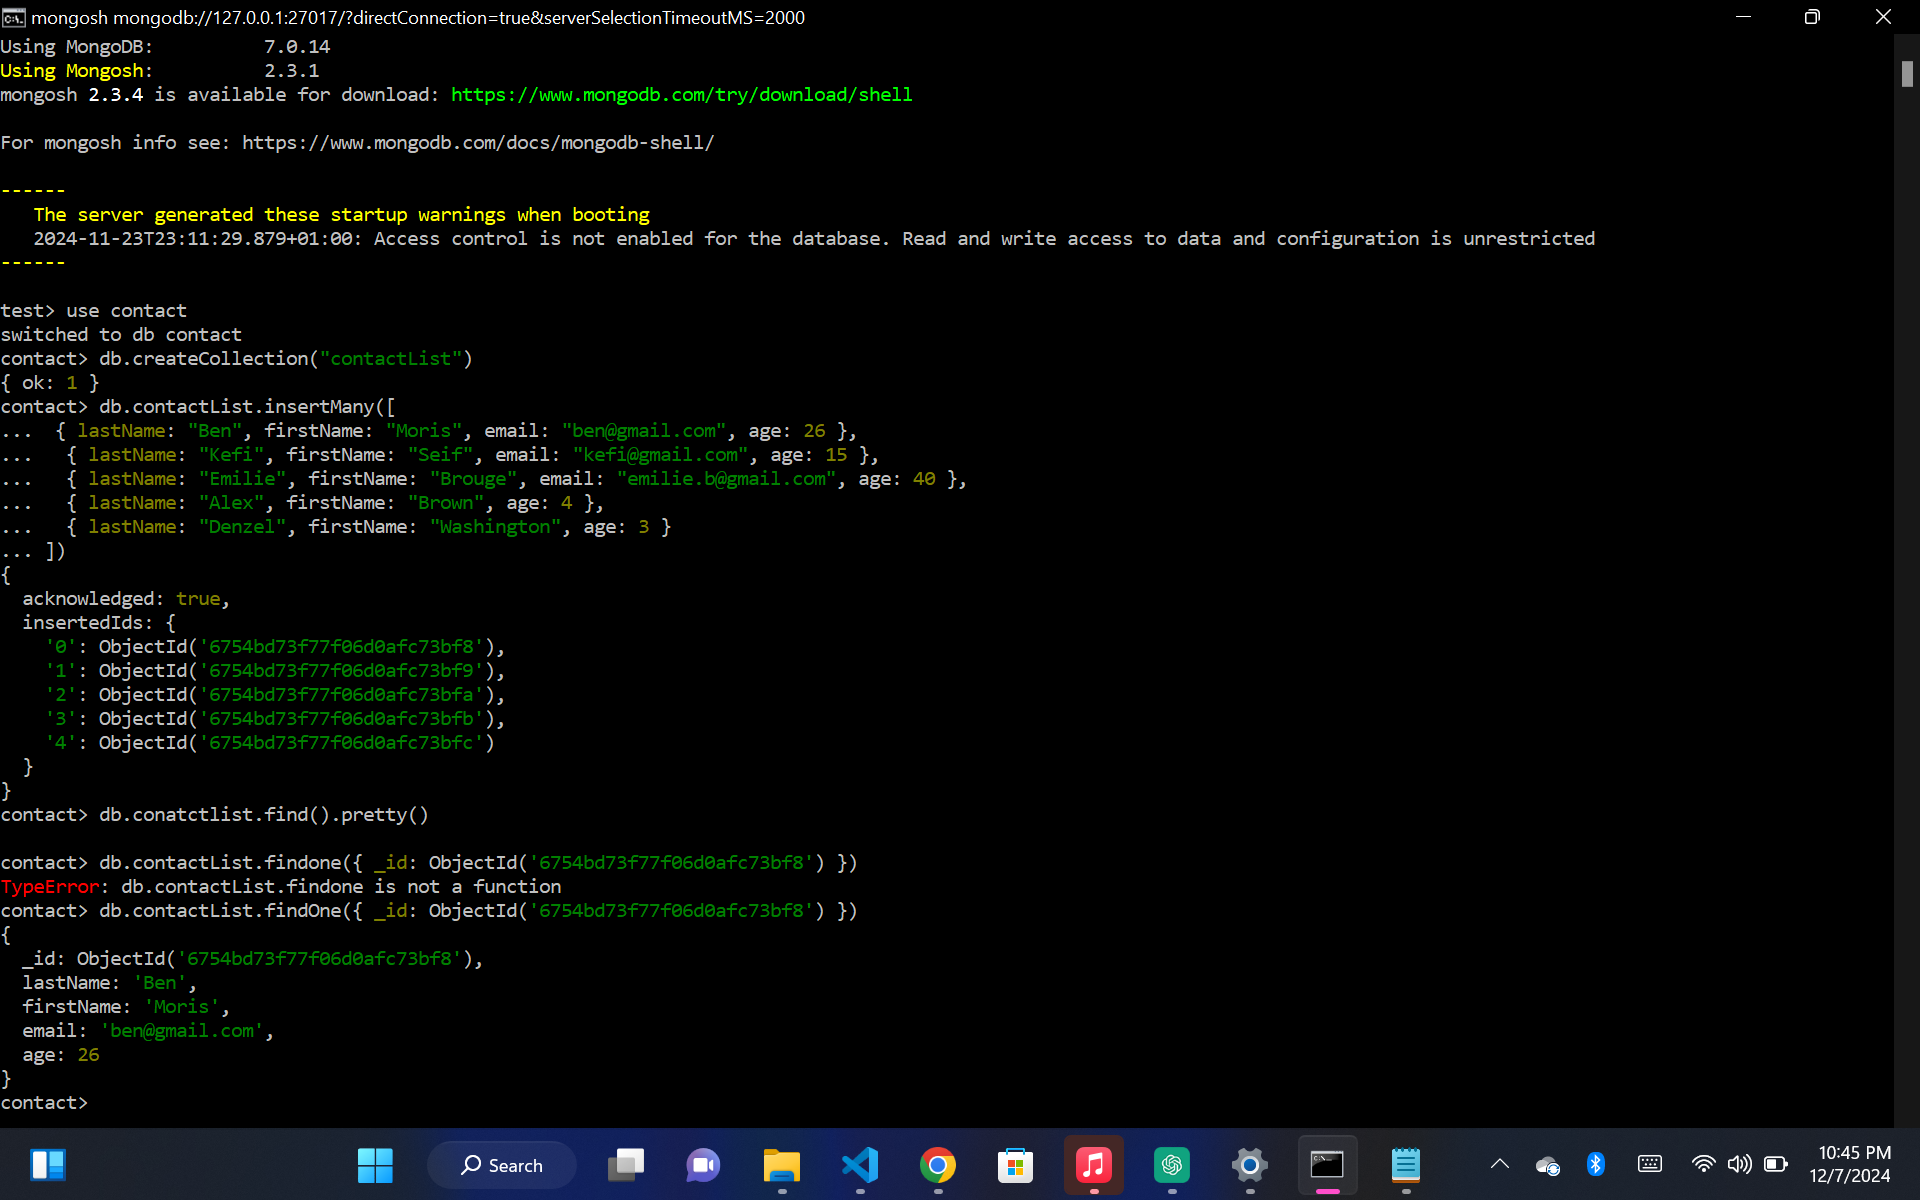 mongosh mongodb://127.0.0.1:27017/?directConnection=true&serverSelectionTimeoutMS=2000
Using MongoDB:          7.0.14
Using Mongosh:          2.3.1
mongosh 2.3.4 is available for download: https://www.mongodb.com/try/download/shell
For mongosh info see: https://www.mongodb.com/docs/mongodb-shell/
------
   The server generated these startup warnings when booting
   2024-11-23T23:11:29.879+01:00: Access control is not enabled for the database. Read and write access to data and configuration is unrestricted
------
test> use contact
switched to db contact
contact> db.createCollection("contactList")
{ ok: 1 }
contact> db.contactList.insertMany([
...  { lastName: "Ben", firstName: "Moris", email: "ben@gmail.com", age: 26 },
...   { lastName: "Kefi", firstName: "Seif", email: "kefi@gmail.com", age: 15 },
...   { lastName: "Emilie", firstName: "Brouge", email: "emilie.b@gmail.com", age: 40 },
...   { lastName: "Alex", firstName: "Brown", age: 4 },
...   { lastName: "Denzel", firstName: "Washington", age: 3 }
... ])
{
  acknowledged: true,
  insertedIds: {
    '0': ObjectId('6754bd73f77f06d0afc73bf8'),
    '1': ObjectId('6754bd73f77f06d0afc73bf9'),
    '2': ObjectId('6754bd73f77f06d0afc73bfa'),
    '3': ObjectId('6754bd73f77f06d0afc73bfb'),
    '4': ObjectId('6754bd73f77f06d0afc73bfc')
  }
}
contact> db.conatctlist.find().pretty()
contact> db.contactList.findone({ _id: ObjectId('6754bd73f77f06d0afc73bf8') })
TypeError: db.contactList.findone is not a function
contact> db.contactList.findOne({ _id: ObjectId('6754bd73f77f06d0afc73bf8') })
{
  _id: ObjectId('6754bd73f77f06d0afc73bf8'),
  lastName: 'Ben',
  firstName: 'Moris',
  email: 'ben@gmail.com',
  age: 26
}
contact>
Search
10:45 PM
12/7/2024